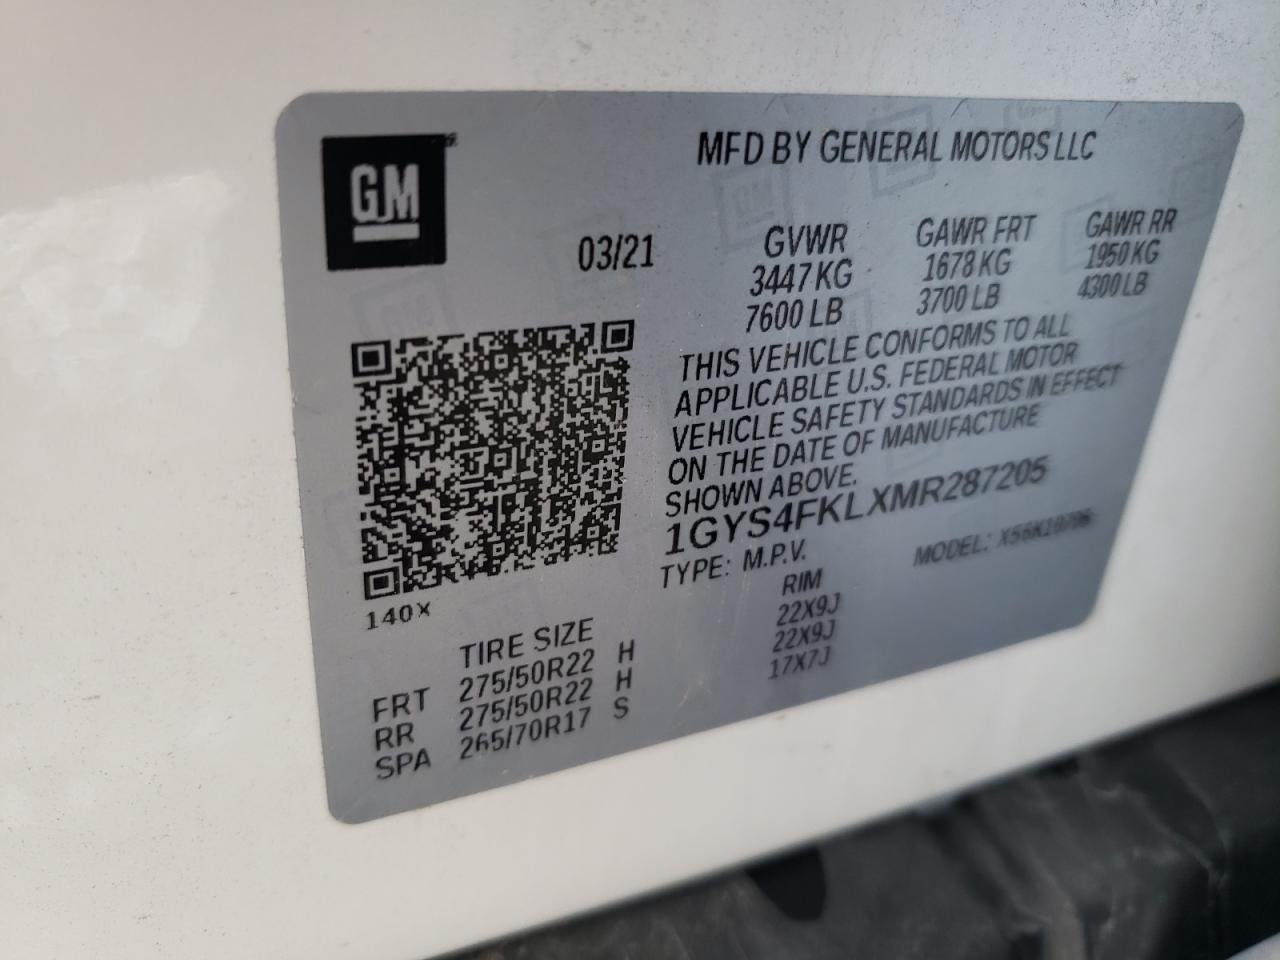 GM
MFD BY GENERAL MOTORS LLC
03/21
GVWR GAWR FRT GAWR RR
3447 KG 1678 KG 1950 KG
7600 LB 3700 LB 4300 LB
THIS VEHICLE CONFORMS TO ALL
APPLICABLE U.S. FEDERAL MOTOR
VEHICLE SAFETY STANDARDS IN EFFECT
ON THE DATE OF MANUFACTURE
SHOWN ABOVE.
1GYS4FKLXMR287205
TYPE: M.P.V. MODEL:
140X
TIRE SIZE RIM
FRT 275/50R22 H 22X9J
RR 275/50R22 H 22X9J
SPA 265/70R17 S 17X7J